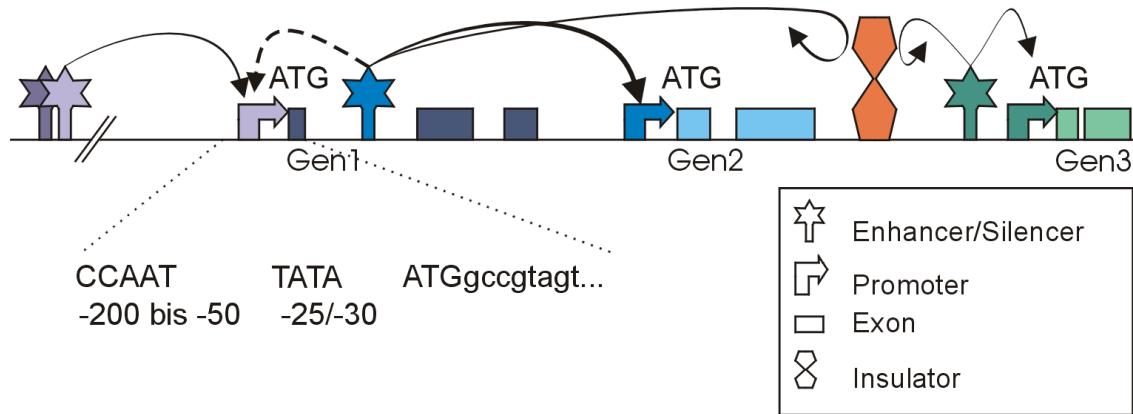 ATG
ATG
ATG
Gen1
Gen2
Gen3
CCAAT
TATA
ATGgccgtagt...
-200 bis -50
-25/-30
Enhancer/Silencer
Promoter
Exon
Insulator